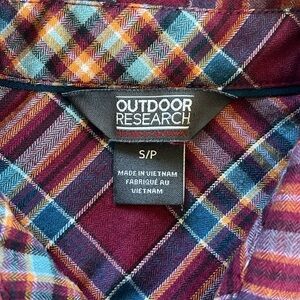 OUTDOOR
RESEARCH
S/P
MADE IN VIETNAM
FABRIQUÉ AU
VIETNAM